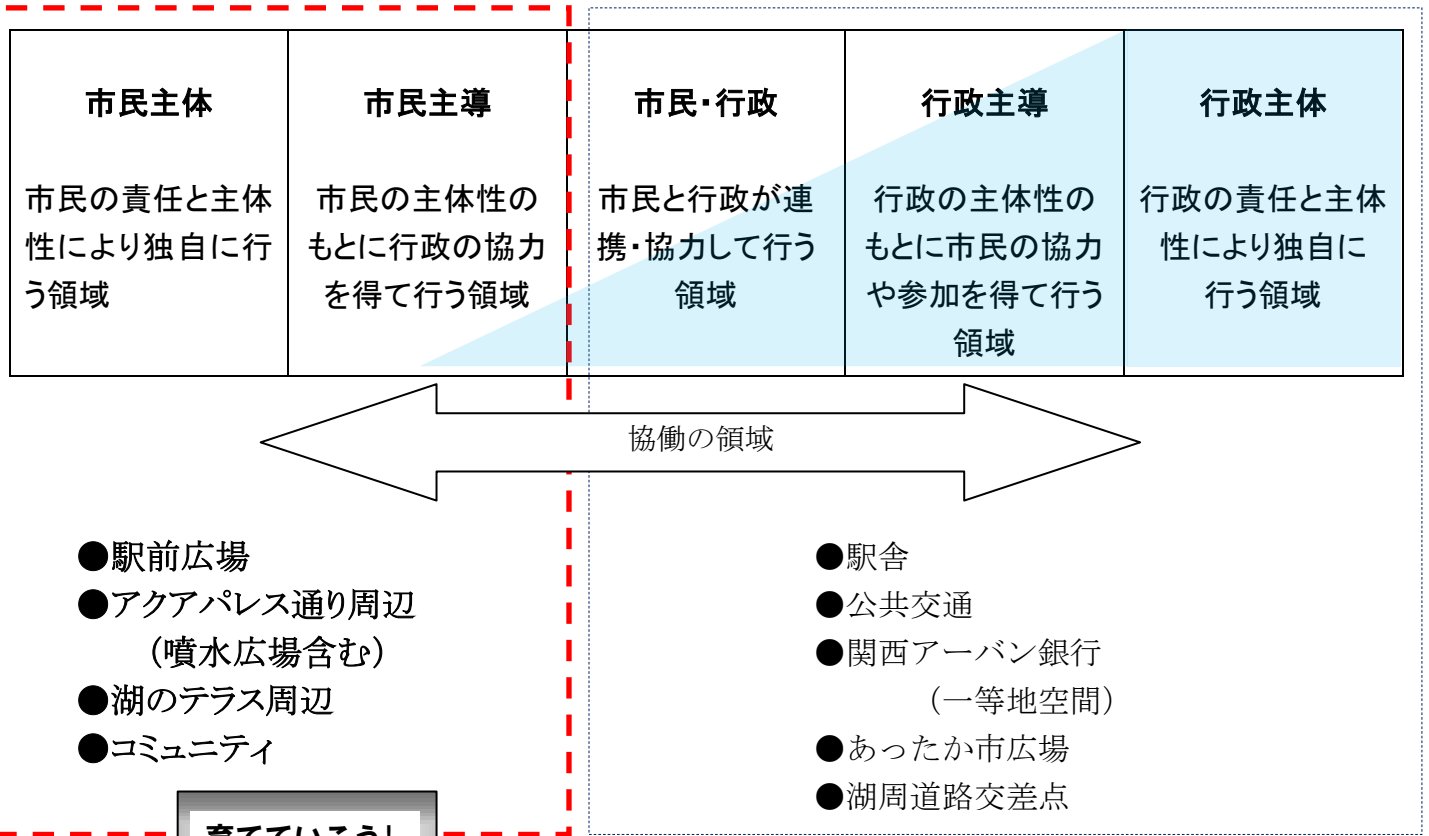 市民主体
市民の責任と主体
性により独自に行
う領域
市民主導
市民の主体性の
もとに行政の協力
を得て行う領域
市民・行政
市民と行政が連
携・協力して行う
領域
行政主導
行政の主体性の
もとに市民の協力
や参加を得て行う
領域
行政主体
行政の責任と主体
性により独自に
行う領域
協働の領域
●駅前広場
●アクアパレス通り周辺
（噴水広場含む）
●湖のテラス周辺
●コミュニティ
育てていこう！
●駅舎
●公共交通
●関西アーバン銀行
（一等地空間）
●あったか市広場
●湖周道路交差点